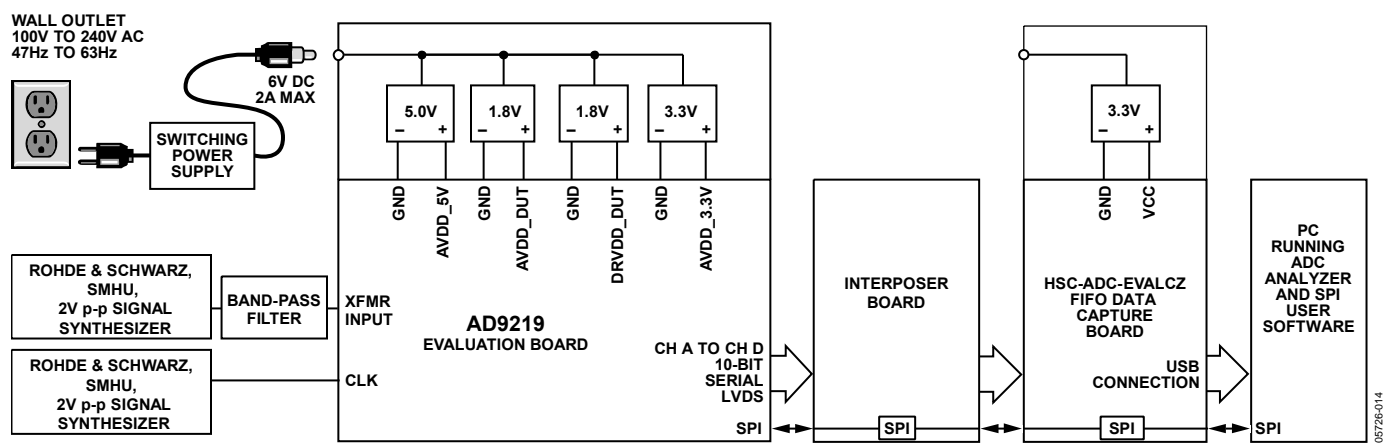 WALL OUTLET
100V TO 240V AC
47Hz TO 63Hz
6V DC
2A MAX
SWITCHING
POWER
SUPPLY
5.0V
– +
1.8V
– +
1.8V
– +
3.3V
– +
GND
AVDD_5V
GND
AVDD_DUT
GND
DRVDD_DUT
GND
AVDD_3.3V
3.3V
– +
GND
VCC
ROHDE & SCHWARZ,
SMHU,
2V p-p SIGNAL
SYNTHESIZER
BAND-PASS
FILTER
XFMR
INPUT
ROHDE & SCHWARZ,
SMHU,
2V p-p SIGNAL
SYNTHESIZER
CLK
AD9219
EVALUATION BOARD
CH A TO CH D
10-BIT
SERIAL
LVDS
SPI
INTERPOSER
BOARD
SPI
HSC-ADC-EVALCZ
FIFO DATA
CAPTURE
BOARD
USB
CONNECTION
SPI
PC
RUNNING
ADC
ANALYZER
AND SPI
USER
SOFTWARE
SPI
05726-014